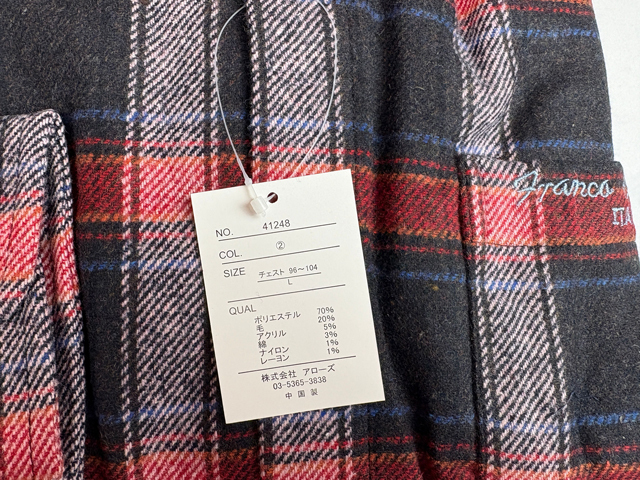 NO. 41248
COL. ②
SIZE チェスト 96〜104
L
QUAL
ポリエステル 70%
毛 20%
アクリル 5%
綿 3%
ナイロン 1%
レーヨン 1%
株式会社 アローズ
03-5365-3838
中国製
Franco
ITA